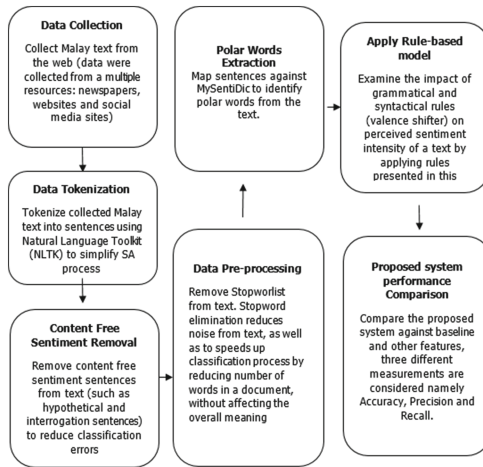 Data Collection
Collect Malay text from
the web (data were
collected from a multiple
resources: newspapers,
websites and social
media sites)
Data Tokenization
Tokenize collected Malay
text into sentences using
Natural Language Toolkit
(NLTK) to simplify SA
process
Content Free
Sentiment Removal
Remove content free
sentiment sentences
from text (such as
hypothetical and
interrogation sentences)
to reduce classification
errors
Data Pre-processing
Remove Stopworlist
from text. Stopword
elimination reduces
noise from text, as well
as to speeds up
classification process by
reducing number of
words in a document,
without affecting the
overall meaning
Polar Words
Extraction
Map sentences against
MySentiDic to identify
polar words from the
text.
Apply Rule-based
model
Examine the impact of
grammatical and
syntactical rules
(valence shifter) on
perceived sentiment
intensity of a text by
applying rules
presented in this
Proposed system
performance
Comparison
Compare the proposed
system against baseline
and other features,
three different
measurements are
considered namely
Accuracy, Precision and
Recall.